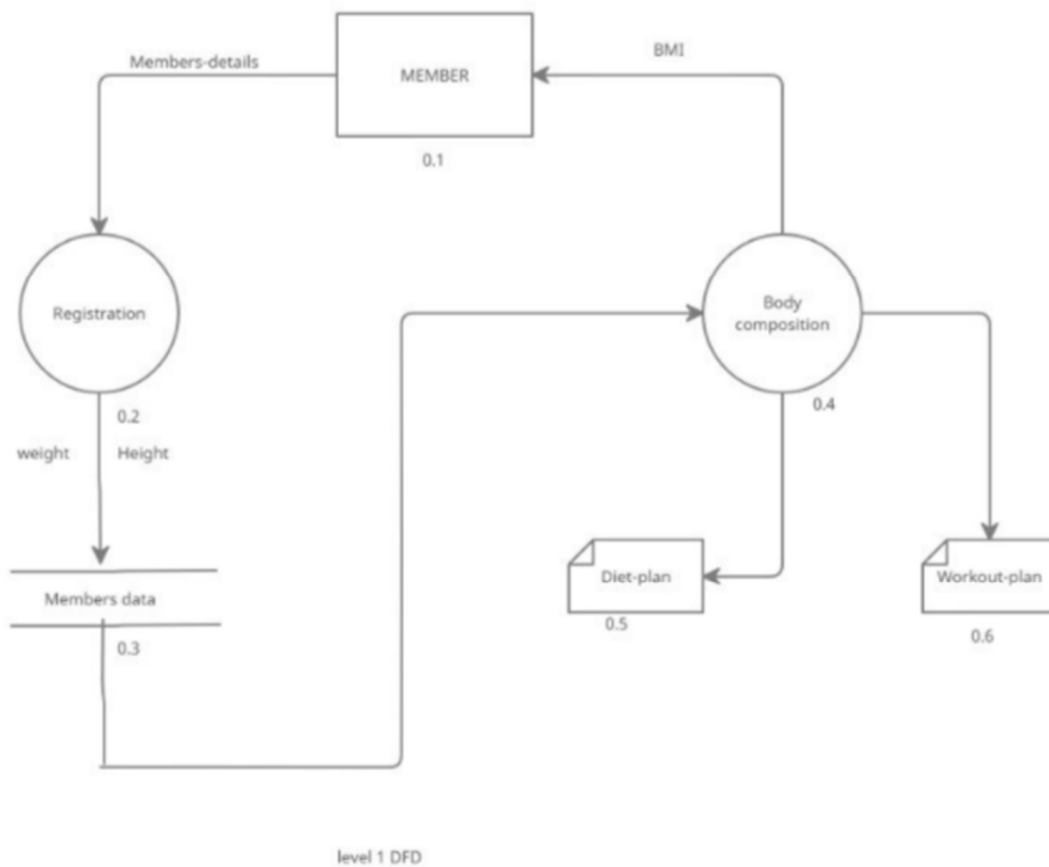 Members-details
BMI
MEMBER
0.1
Registration
Body
composition
0.2
0.4
weight
Height
Members data
0.3
Diet-plan
0.5
Workout-plan
0.6
level 1 DFD